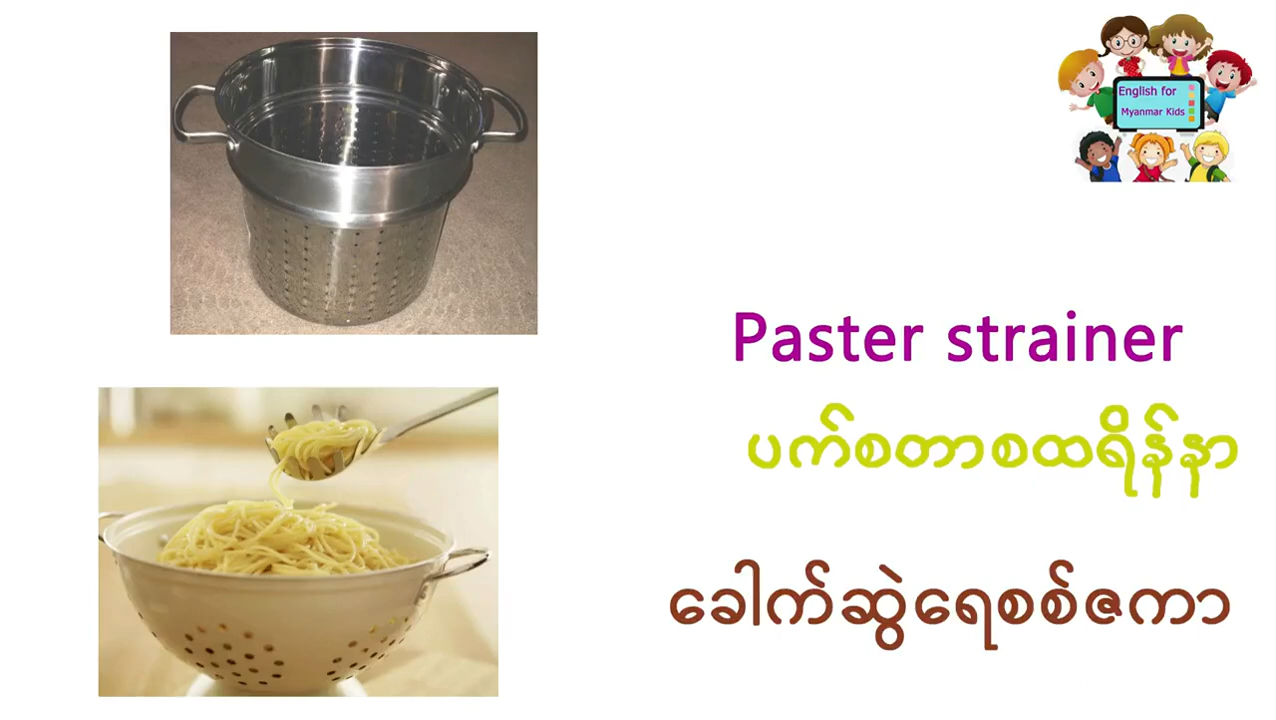 English for
Myanmar Kids
Paster strainer
ပက်စတာစထရိန်နာ
ခေါက်ဆွဲရေစစ်ဇကာ